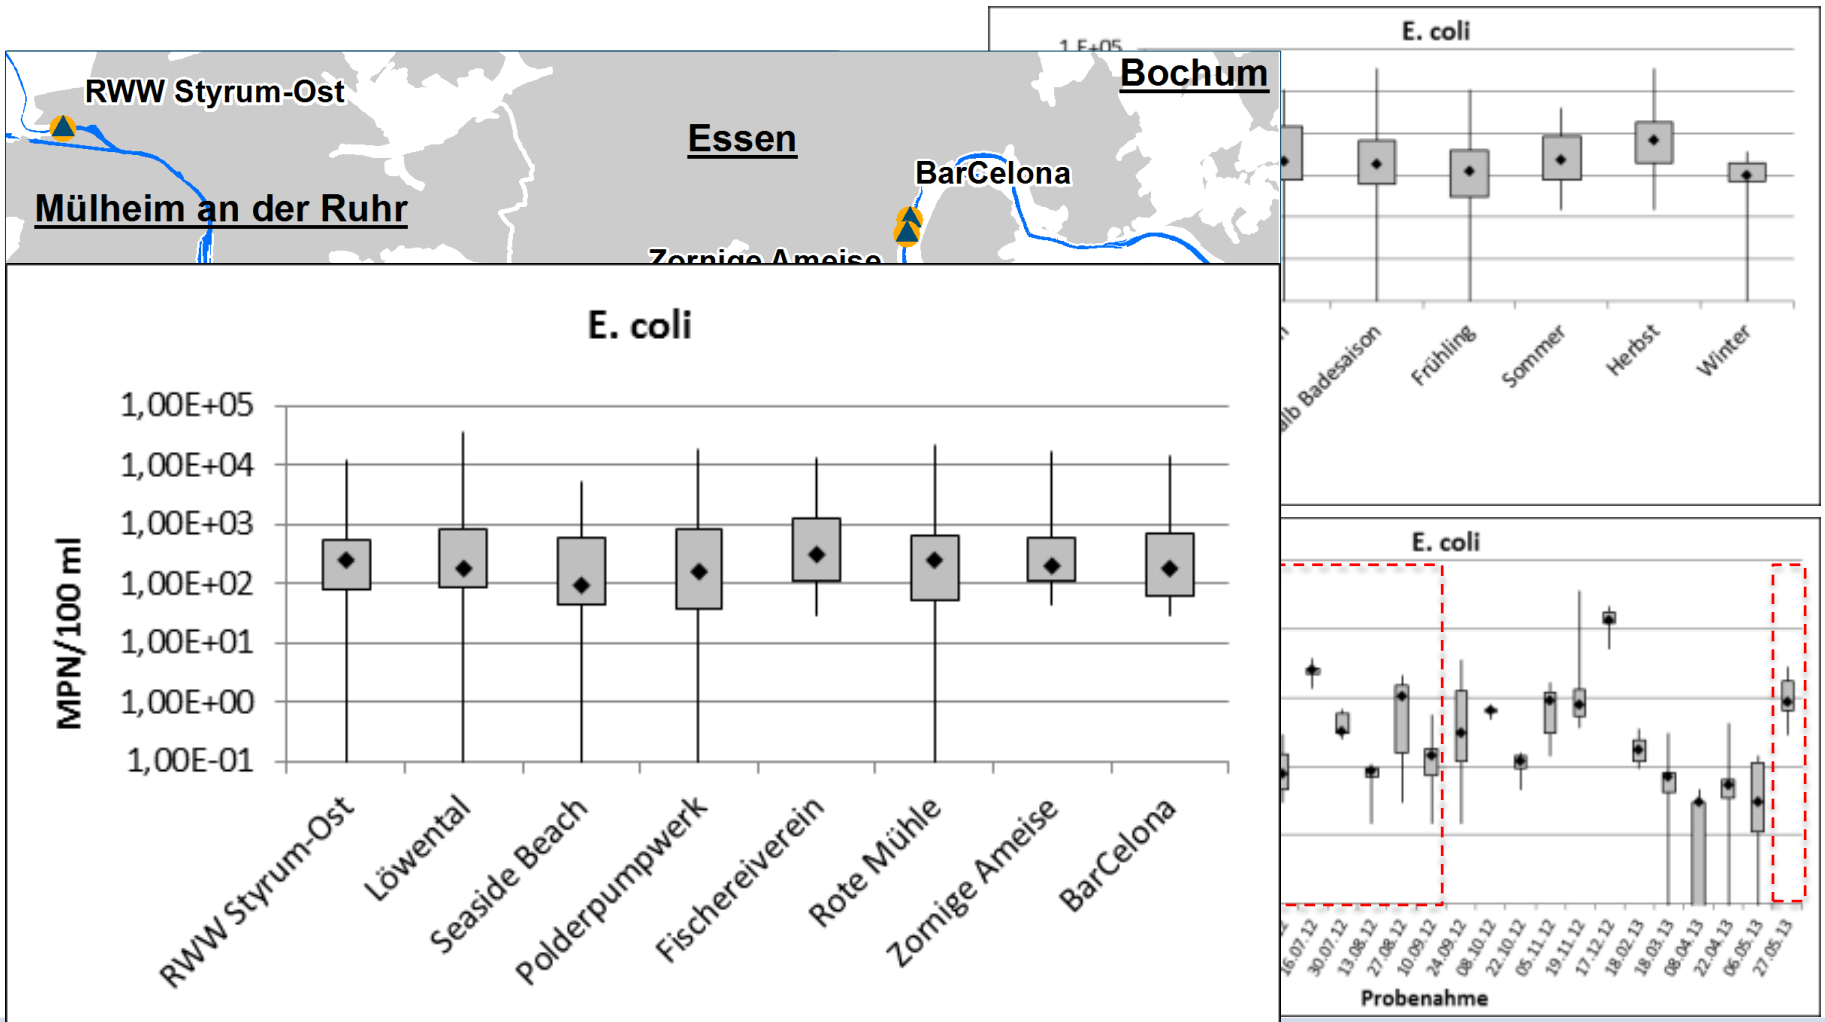 RWW Styrum-Ost
Essen
Bochum
BarCelona
Mülheim an der Ruhr
Zornige Ameise
E. coli
MPN/100 ml
1,00E+05
1,00E+04
1,00E+03
1,00E+02
1,00E+01
1,00E+00
1,00E-01
RWW Styrum-Ost
Löwental
Seaside Beach
Polderpumpwerk
Fischereiverein
Rote Mühle
Zornige Ameise
BarCelona
E. coli
1 E+05
alb Badesaison
Frühling
Sommer
Herbst
Winter
E. coli
16.07.12
30.07.12
13.08.12
27.08.12
10.09.12
24.09.12
08.10.12
22.10.12
05.11.12
19.11.12
17.12.12
18.02.13
18.03.13
08.04.13
22.04.13
06.05.13
27.05.13
Probenahme